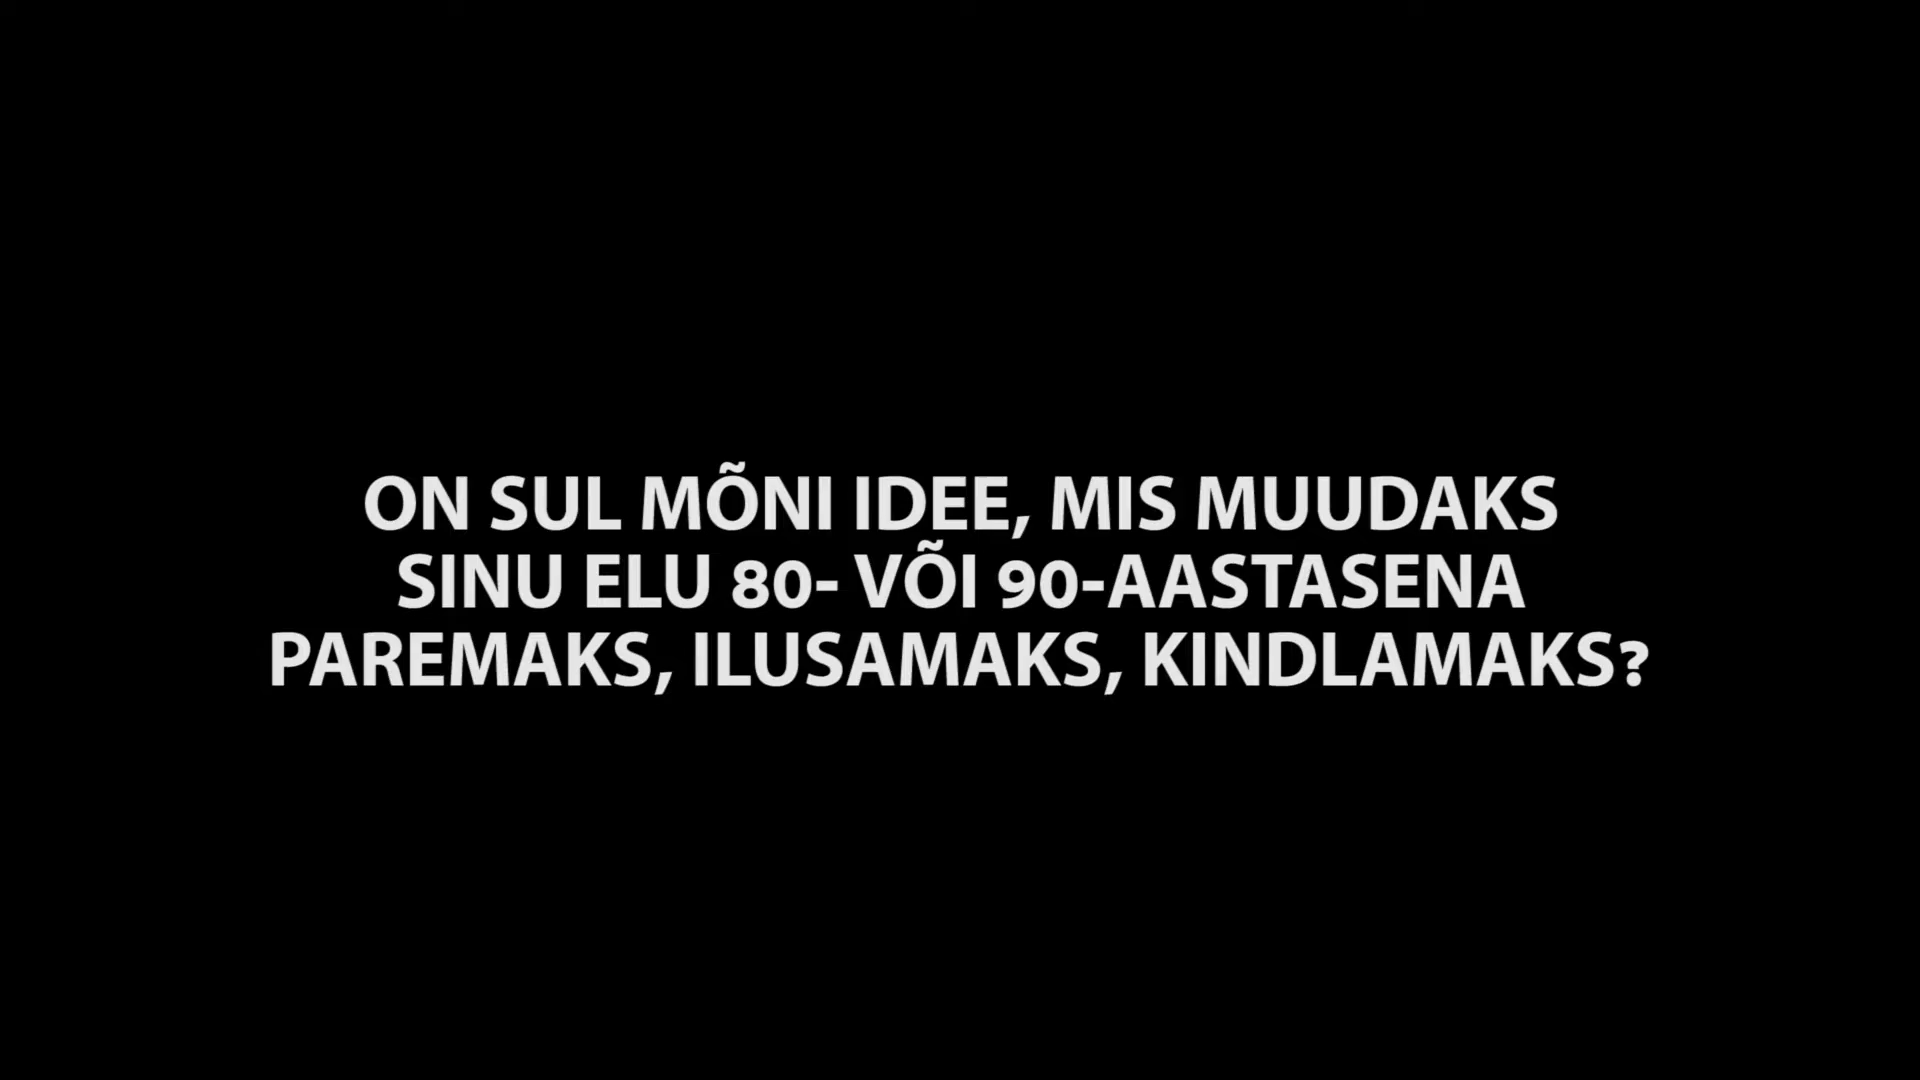 ON SUL MÕNI IDEE, MIS MUUDAKS
SINU ELU 80- VÕI 90-AASTASENA
PAREMAKS, ILUSAMAKS, KINDLAMAKS?